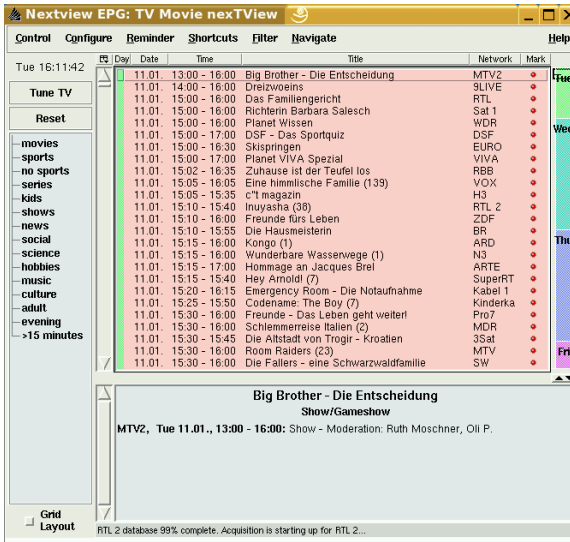 Nextview EPG: TV Movie nexTView
Control Configure Reminder Shortcuts Filter Navigate Help
Tue 16:11:42
Tune TV
Reset
movies
sports
no sports
series
kids
shows
news
social
science
hobbies
music
culture
adult
evening
>15 minutes
Grid
Layout
Day Date Time Title Network Mark
11.01. 13:00 - 16:00 Big Brother - Die Entscheidung MTV2
11.01. 14:00 - 16:00 Dreizwoeins 9LIVE
11.01. 15:00 - 16:00 Das Familiengericht RTL
11.01. 15:00 - 16:00 Richterin Barbara Salesch Sat 1
11.01. 15:00 - 16:00 Planet Wissen WDR
11.01. 15:00 - 17:00 DSF - Das Sportquiz DSF
11.01. 15:00 - 16:30 Skispringen EURO
11.01. 15:00 - 17:00 Planet VIVA Spezial VIVA
11.01. 15:02 - 16:35 Zuhause ist der Teufel los RBB
11.01. 15:05 - 16:05 Eine himmlische Familie (139) VOX
11.01. 15:05 - 15:35 c"t magazin H3
11.01. 15:10 - 15:40 Inuyasha (38) RTL 2
11.01. 15:10 - 16:00 Freunde fürs Leben ZDF
11.01. 15:10 - 15:55 Die Hausmeisterin BR
11.01. 15:15 - 16:00 Kongo (1) ARD
11.01. 15:15 - 16:00 Wunderbare Wasserwege (1) N3
11.01. 15:15 - 17:00 Hommage an Jacques Brel ARTE
11.01. 15:15 - 15:40 Hey Arnold! (7) SuperRT
11.01. 15:20 - 16:15 Emergency Room - Die Notaufnahme Kabel 1
11.01. 15:25 - 15:50 Codename: The Boy (7) Kinderka
11.01. 15:30 - 16:00 Freunde - Das Leben geht weiter! Pro7
11.01. 15:30 - 16:00 Schlemmerreise Italien (2) MDR
11.01. 15:30 - 15:45 Die Altstadt von Trogir - Kroatien 3Sat
11.01. 15:30 - 16:00 Room Raiders (23) MTV
11.01. 15:30 - 16:00 Die Fallers - eine Schwarzwaldfamilie SW
Tue
Wed
Thu
Fri
Big Brother - Die Entscheidung
Show/Gameshow
MTV2, Tue 11.01., 13:00 - 16:00: Show - Moderation: Ruth Moschner, Oli P.
RTL 2 database 99% complete. Acquisition is starting up for RTL 2...